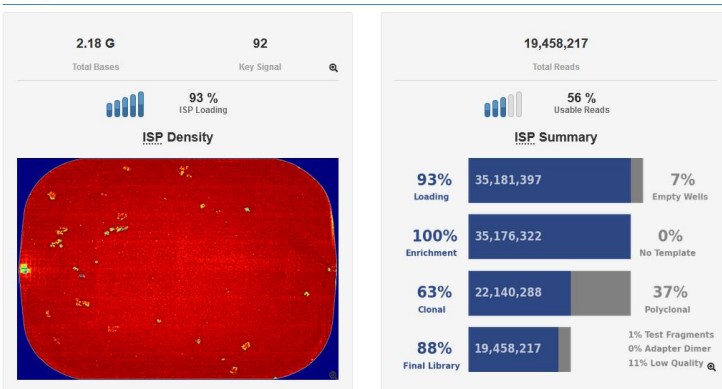 2.18 G
Total Bases
92
Key Signal
93 %
ISP Loading
ISP Density
19,458,217
Total Reads
56 %
Usable Reads
ISP Summary
93%
Loading
35,181,397
7%
Empty Wells
100%
Enrichment
35,176,322
0%
No Template
63%
Clonal
22,140,288
37%
Polyclonal
88%
Final Library
19,458,217
1% Test Fragments
0% Adapter Dimer
11% Low Quality